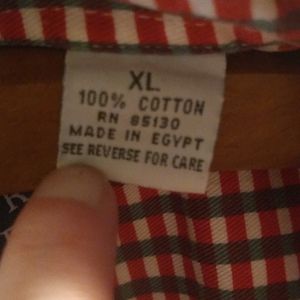 XL
100% COTTON
RN 85130
MADE IN EGYPT
SEE REVERSE FOR CARE